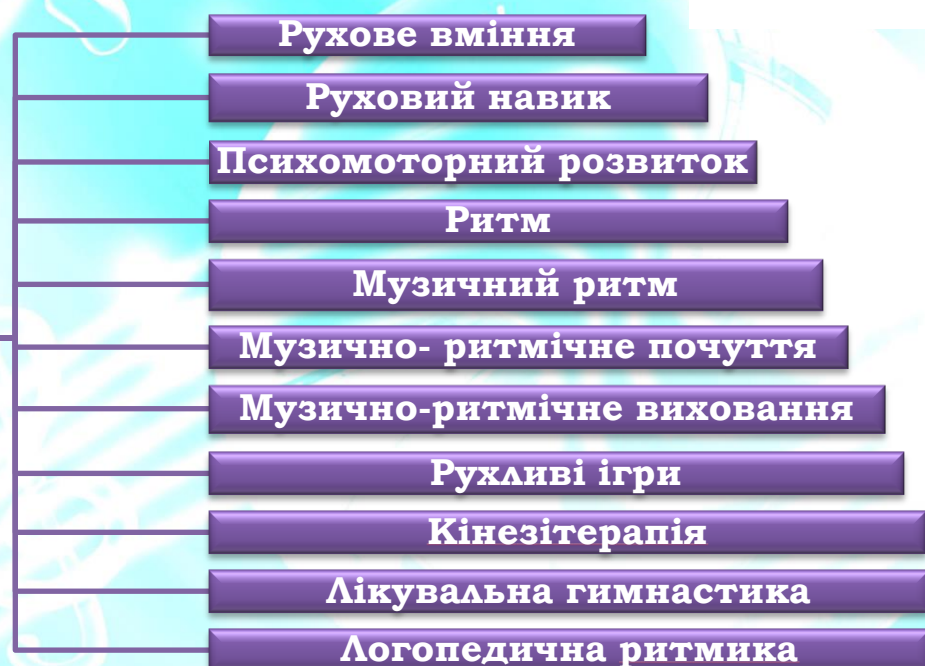 Рухове вміння
Руховий навик
Психомоторний розвиток
Ритм
Музичний ритм
Музично- ритмічне почуття
Музично-ритмічне виховання
Рухливі ігри
Кінезітерапія
Лікувальна гимнастика
Логопедична ритмика